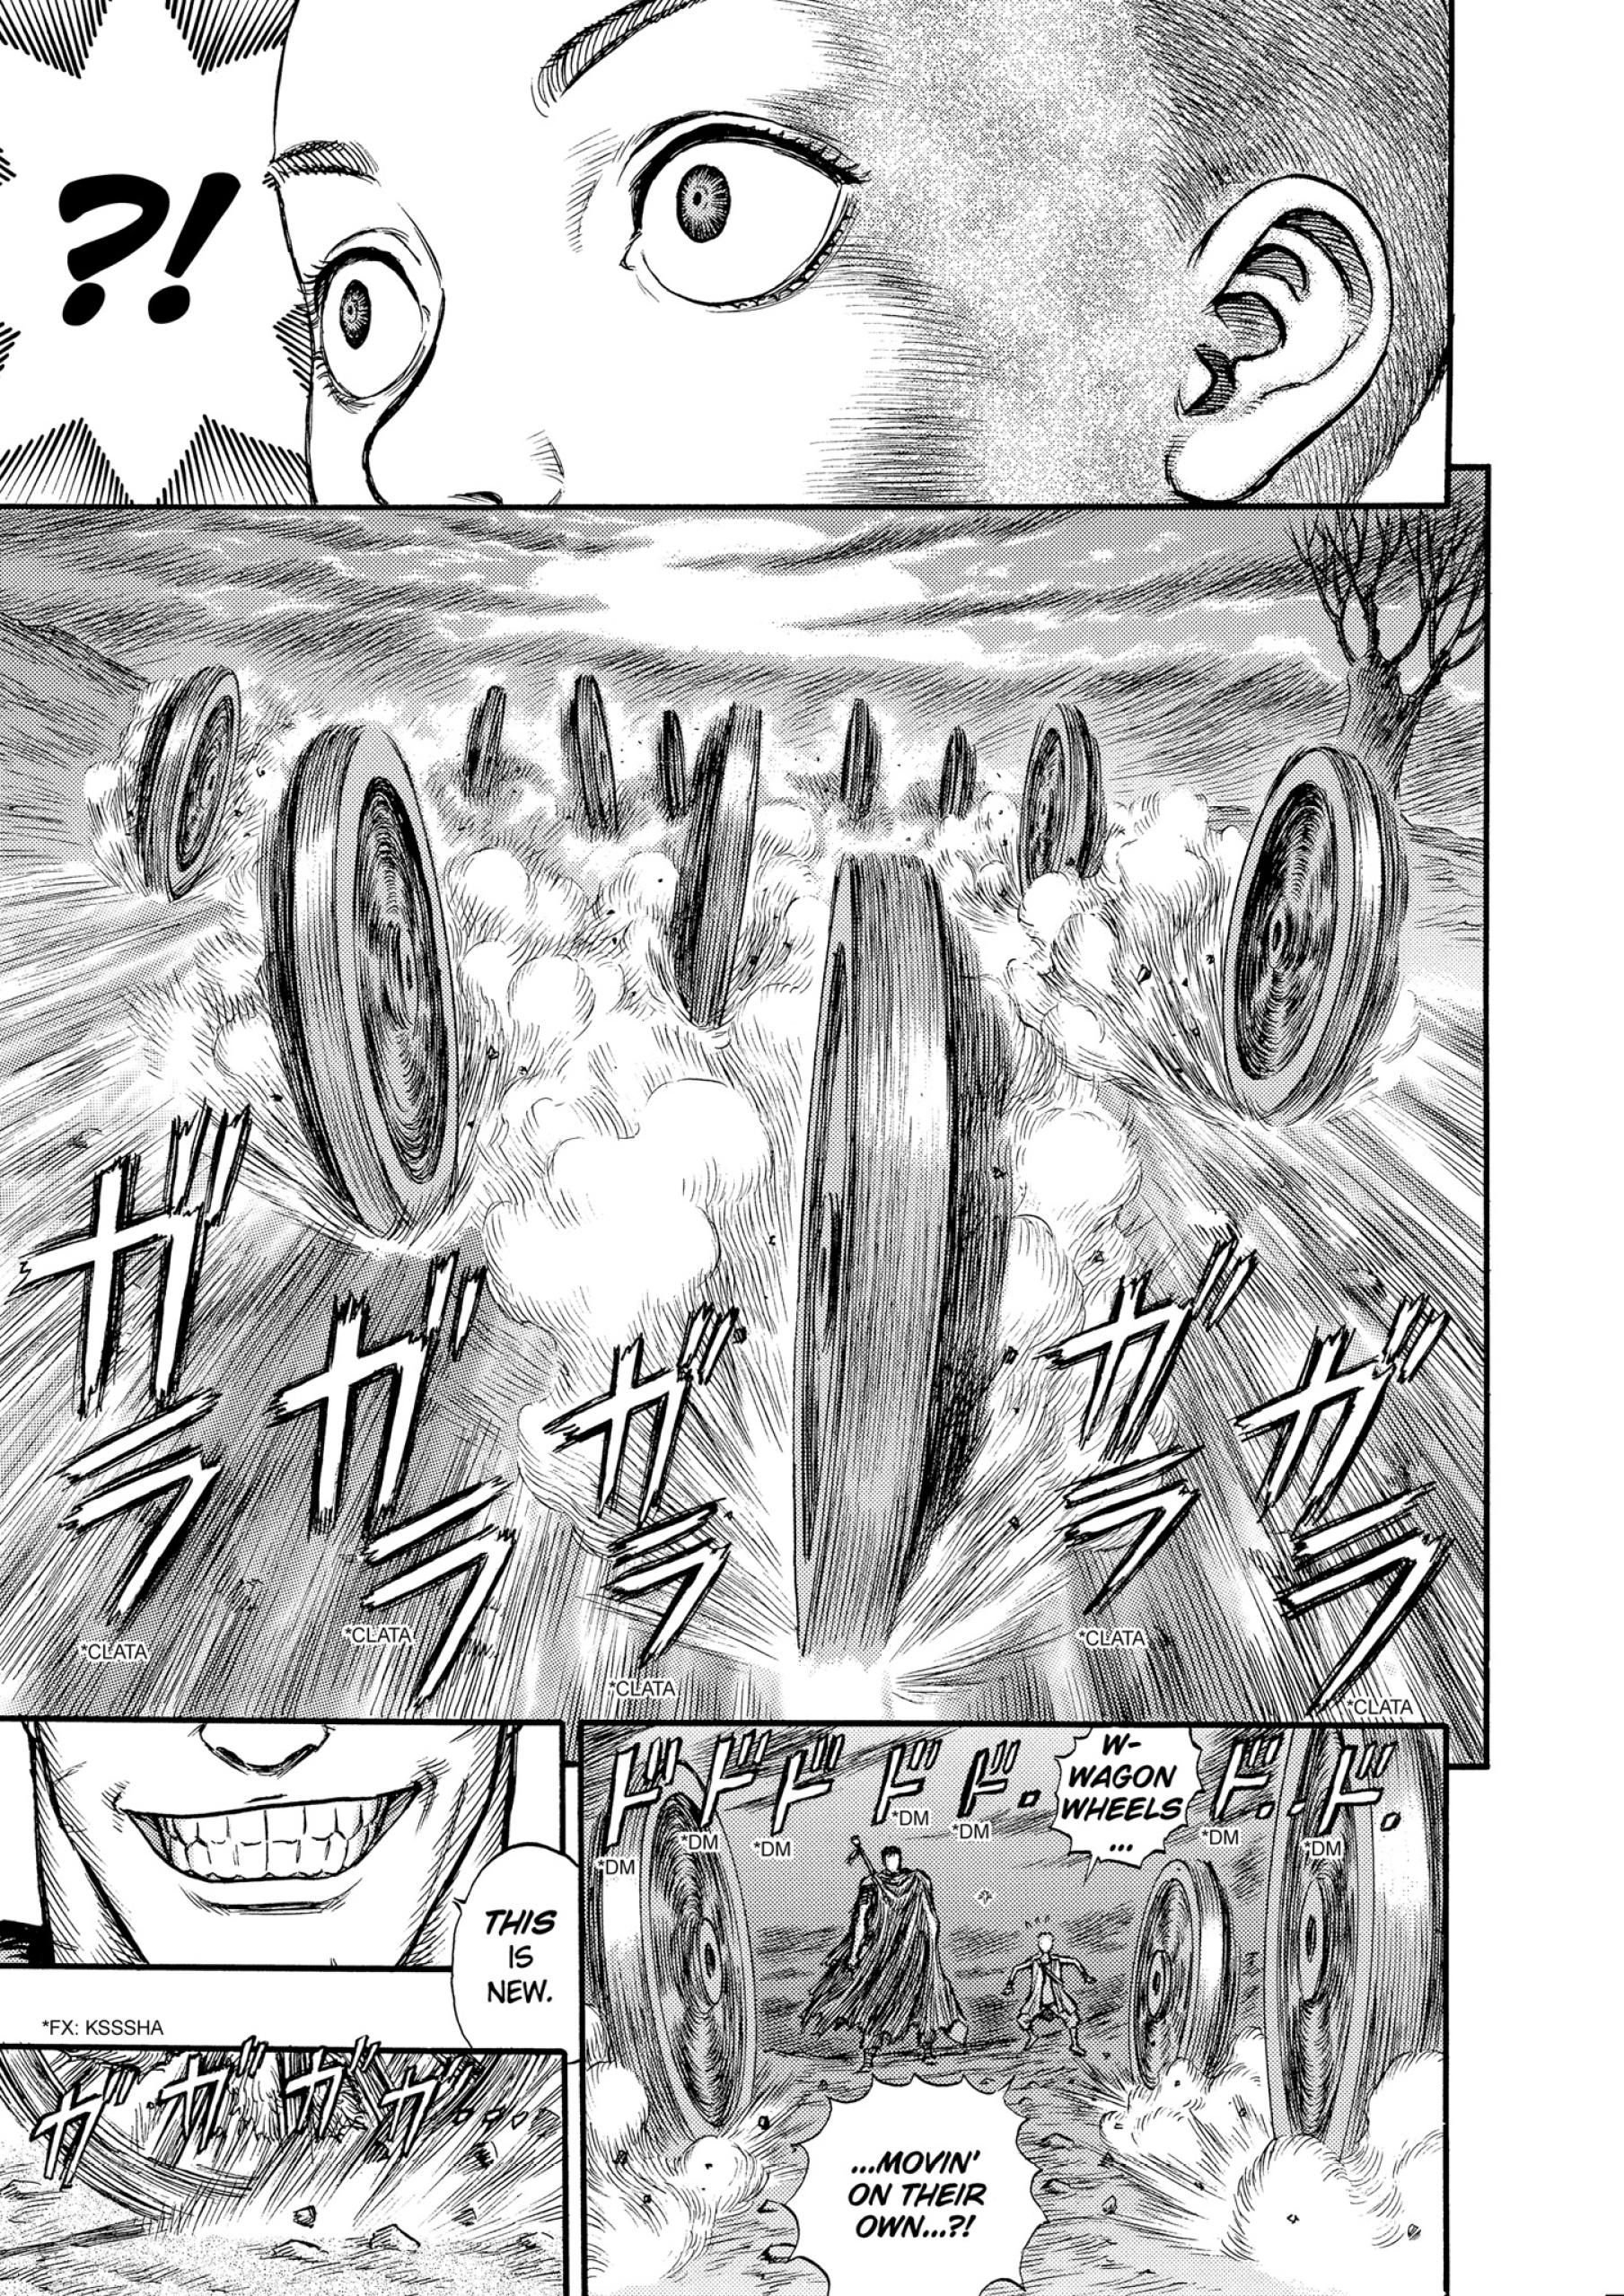 ?!
ガラ
ガラ
ガラ
ガラ
ガラ
*CLATA
*CLATA
*CLATA
*CLATA
*CLATA
W-
WAGON
WHEELS
...
ドドド ドド. ド.. ド.
*DM
*DM
*DM
*DM
*DM
*DM
*DM
...MOVIN'
ON THEIR
OWN...?!
THIS
IS
NEW.
*FX: KSSSHA
ガガガガ